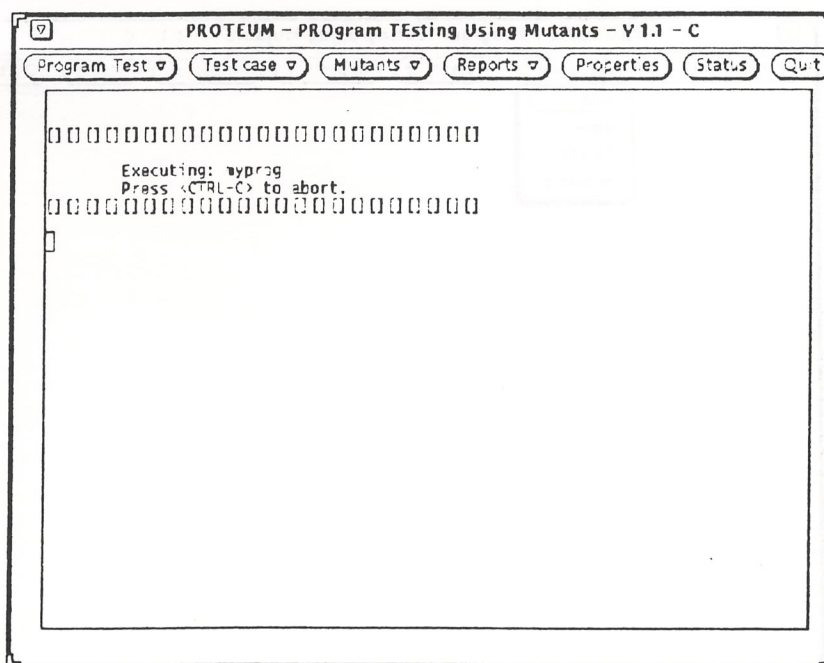 PROTEUM – PROgram TEsting Using Mutants – V 1.1 – C
Program Test Test case Mutants Reports Properties Status Quit
[] [] [] [] [] [] [] [] [] [] [] [] [] [] [] [] [] [] [] [] [] [] []
Executing: myprog
Press <CTRL-C> to abort.
[] [] [] [] [] [] [] [] [] [] [] [] [] [] [] [] [] [] [] [] [] [] []